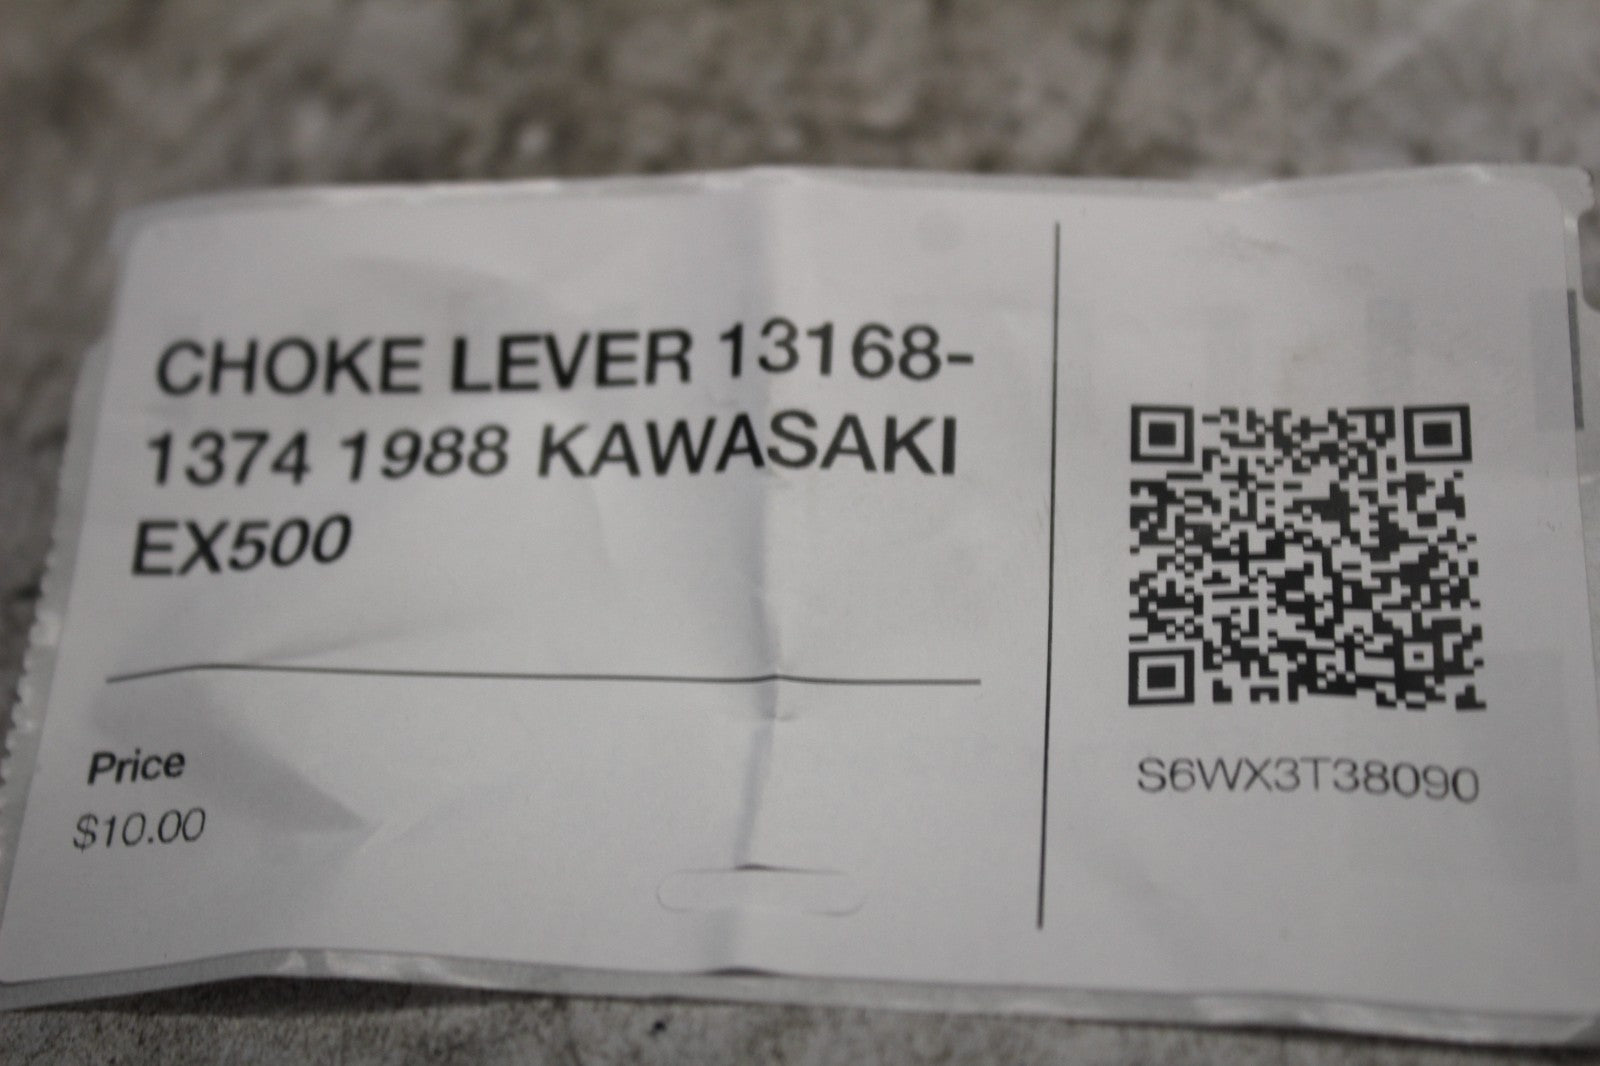 CHOKE LEVER 13168-
1374 1988 KAWASAKI
EX500
Price
$10.00
S6WX3T38090